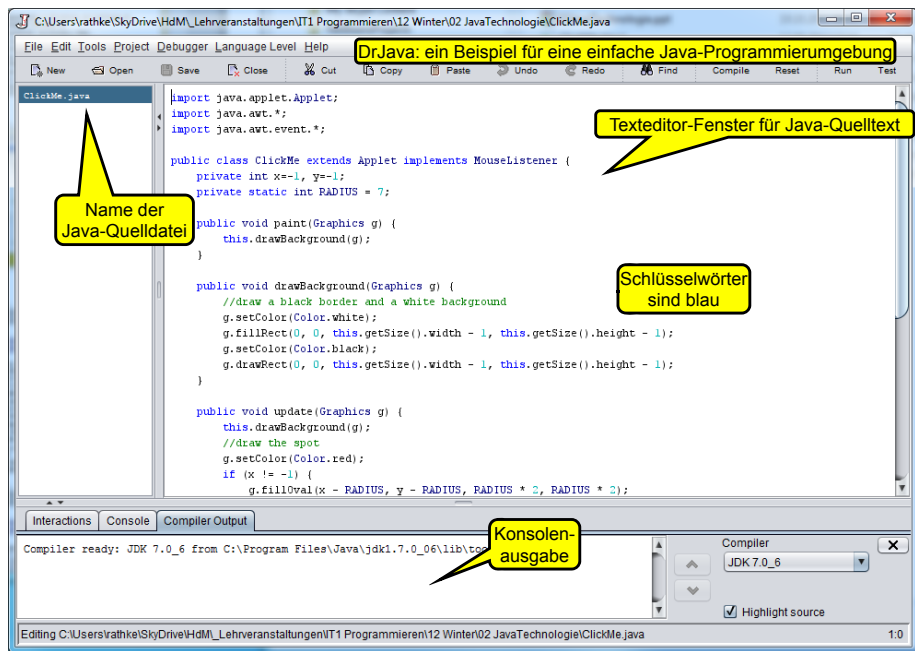 C:\Users\rathke\SkyDrive\HdM\_Lehrveranstaltungen\IT1 Programmieren\12 Winter\02 JavaTechnologie\ClickMe.java
File Edit Tools Project Debugger Language Level Help
DrJava: ein Beispiel für eine einfache Java-Programmierumgebung
New Open Save Close Cut Copy Paste Undo Redo Find Compile Reset Run Test
ClickMe.java
import java.applet.Applet;
import java.awt.*;
import java.awt.event.*;
Texteditor-Fenster für Java-Quelltext
public class ClickMe extends Applet implements MouseListener {
private int x=-1, y=-1;
private static int RADIUS = 7;
Name der
Java-Quelldatei
public void paint(Graphics g) {
this.drawBackground(g);
}
Schlüsselwörter
sind blau
public void drawBackground(Graphics g) {
//draw a black border and a white background
g.setColor(Color.white);
g.fillRect(0, 0, this.getSize().width - 1, this.getSize().height - 1);
g.setColor(Color.black);
g.drawRect(0, 0, this.getSize().width - 1, this.getSize().height - 1);
}
public void update(Graphics g) {
this.drawBackground(g);
//draw the spot
g.setColor(Color.red);
if (x != -1) {
g.fillOval(x - RADIUS, y - RADIUS, RADIUS * 2, RADIUS * 2);
Interactions Console Compiler Output
Compiler ready: JDK 7.0_6 from C:\Program Files\Java\jdk1.7.0_06\lib\too
Konsolen-
ausgabe
Compiler
JDK 7.0_6
Highlight source
Editing C:\Users\rathke\SkyDrive\HdM\_Lehrveranstaltungen\IT1 Programmieren\12 Winter\02 JavaTechnologie\ClickMe.java
1:0